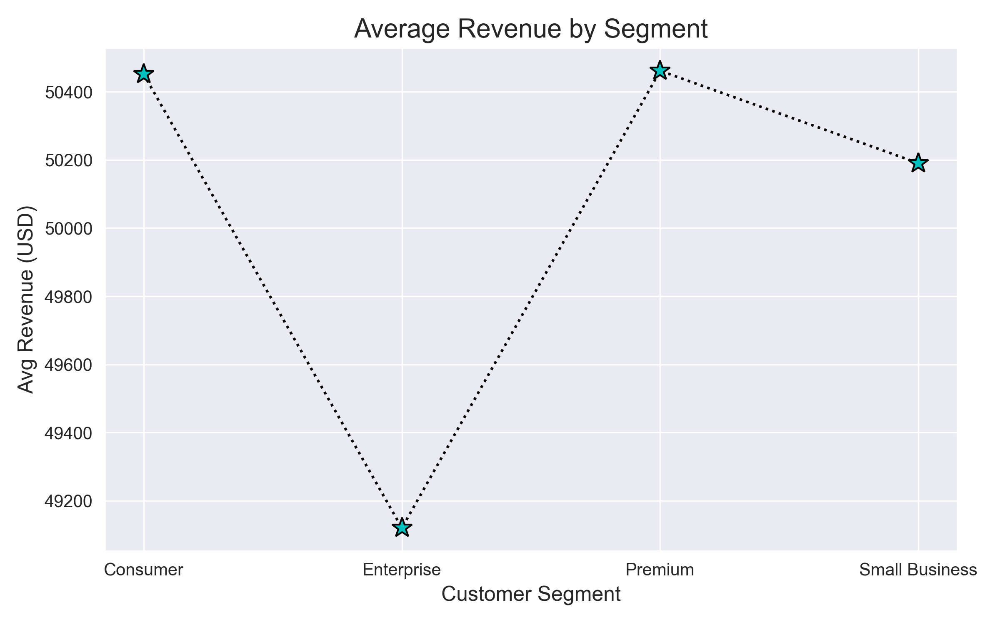 Average Revenue by Segment
Avg Revenue (USD)
50400
50200
50000
49800
49600
49400
49200
Consumer
Enterprise
Premium
Small Business
Customer Segment